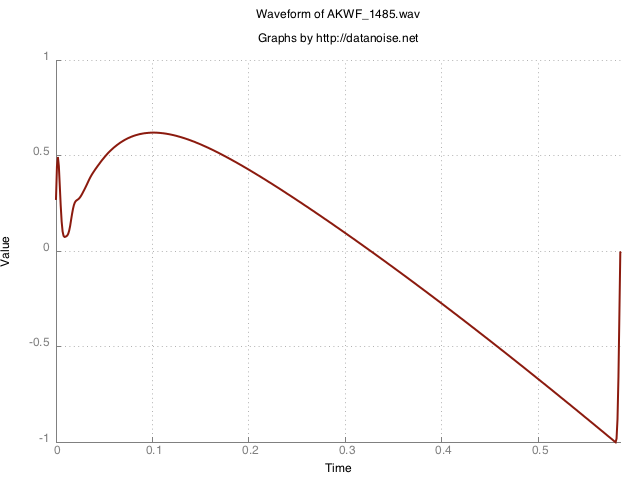 Waveform of AKWF_1485.wav
Graphs by http://datanoise.net
1
0.5
0
-0.5
-1
Value
0 0.1 0.2 0.3 0.4 0.5
Time